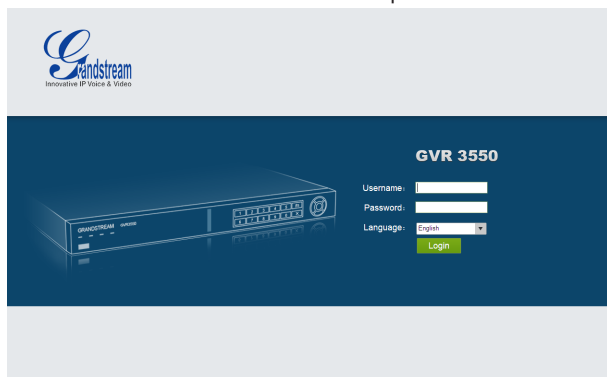 Grandstream
Innovative IP Voice & Video
GVR 3550
Username:
Password:
Language: English
Login
GRANDSTREAM